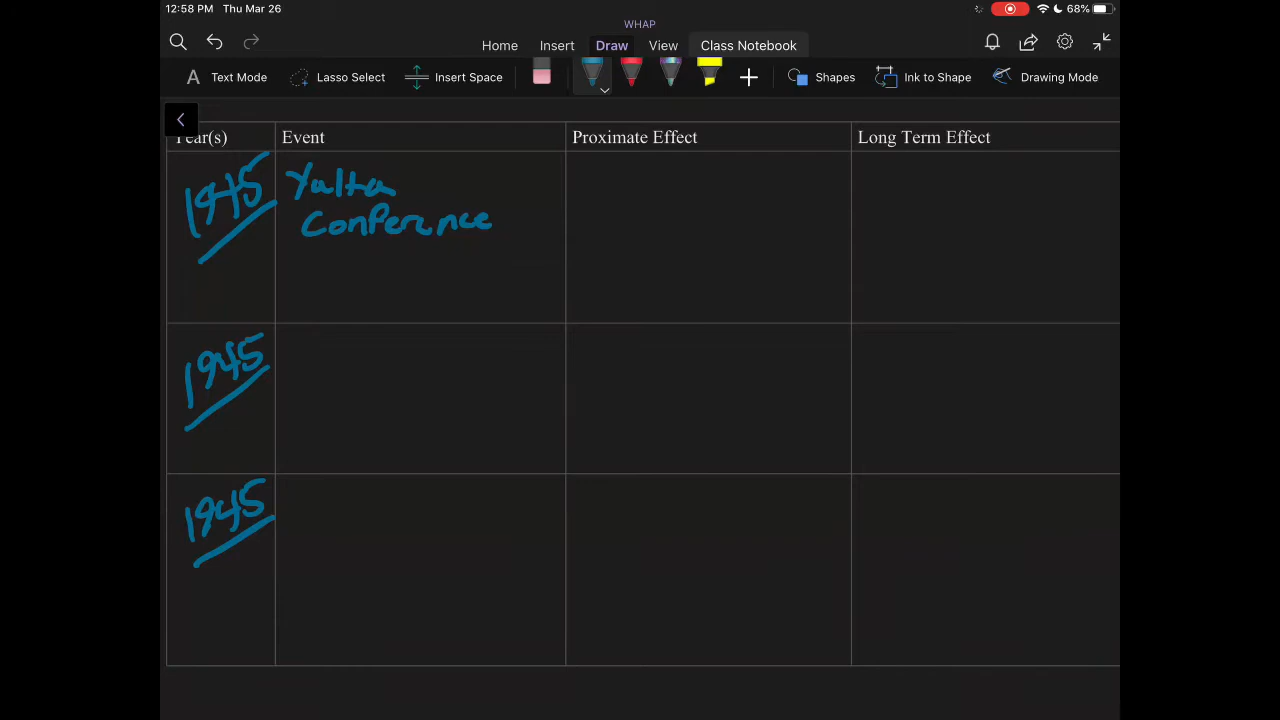 12:58 PM Thu Mar 26 68%
WHAP
Home Insert Draw View Class Notebook
Text Mode Lasso Select Insert Space Shapes Ink to Shape Drawing Mode
Year(s) Event Proximate Effect Long Term Effect
1945 Yalta
Conference
1945
1945